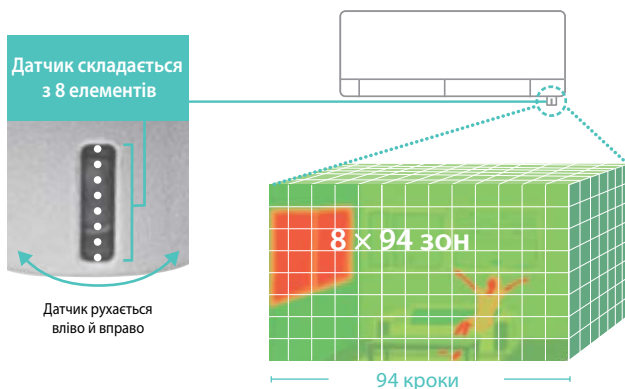 Датчик складається
з 8 елементів
8 × 94 зон
Датчик рухається
вліво й вправо
94 кроки